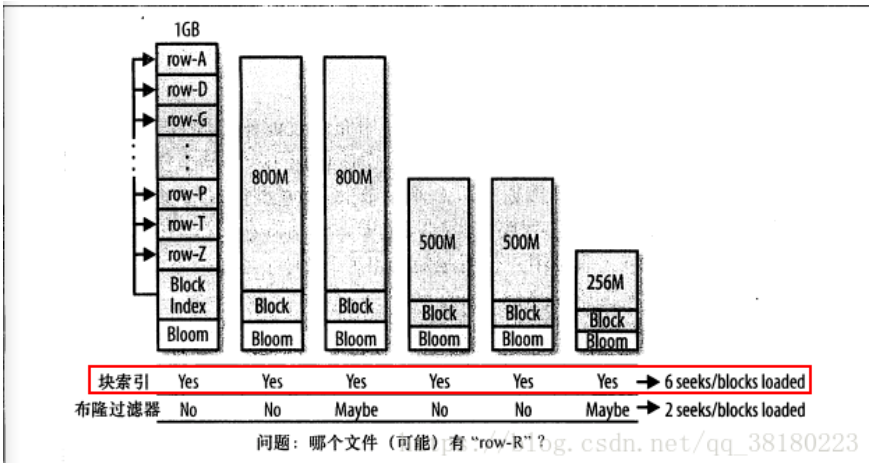 1GB
row-A
row-D
row-G
row-P
row-T
row-Z
Block
Index
Bloom
800M
Block
Bloom
800M
Block
Bloom
500M
Block
Bloom
500M
Block
Bloom
256M
Block
Bloom
块索引 Yes Yes Yes Yes Yes Yes 6 seeks/blocks loaded
布隆过滤器 No No Maybe No No Maybe 2 seeks/blocks loaded
问题：哪个文件（可能）有 “row-R”？
https://blog.csdn.net/qq_38180223